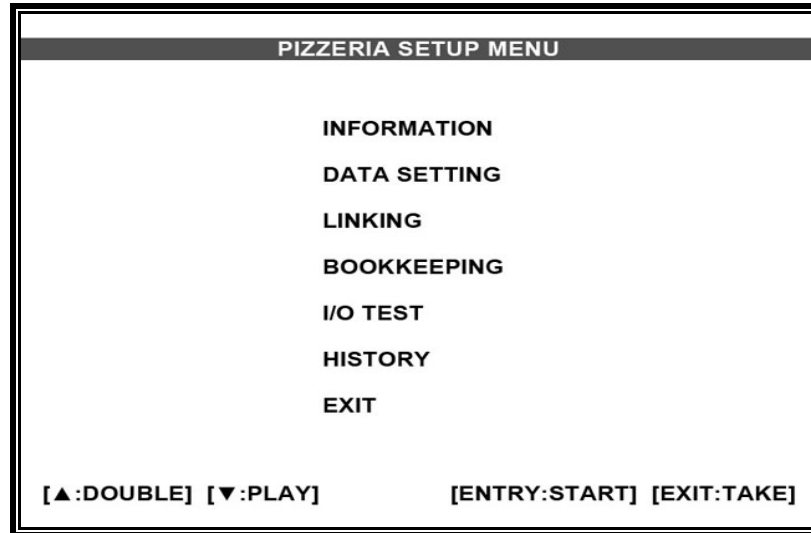 PIZZERIA SETUP MENU
INFORMATION
DATA SETTING
LINKING
BOOKKEEPING
I/O TEST
HISTORY
EXIT
[▲:DOUBLE] [▼:PLAY] [ENTRY:START] [EXIT:TAKE]